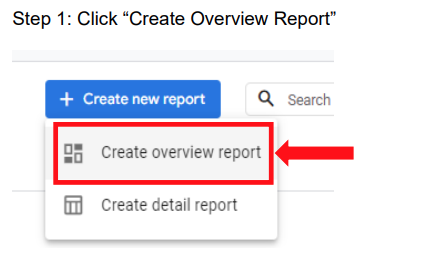 Step 1: Click “Create Overview Report”
+ Create new report
Search
Create overview report
Create detail report